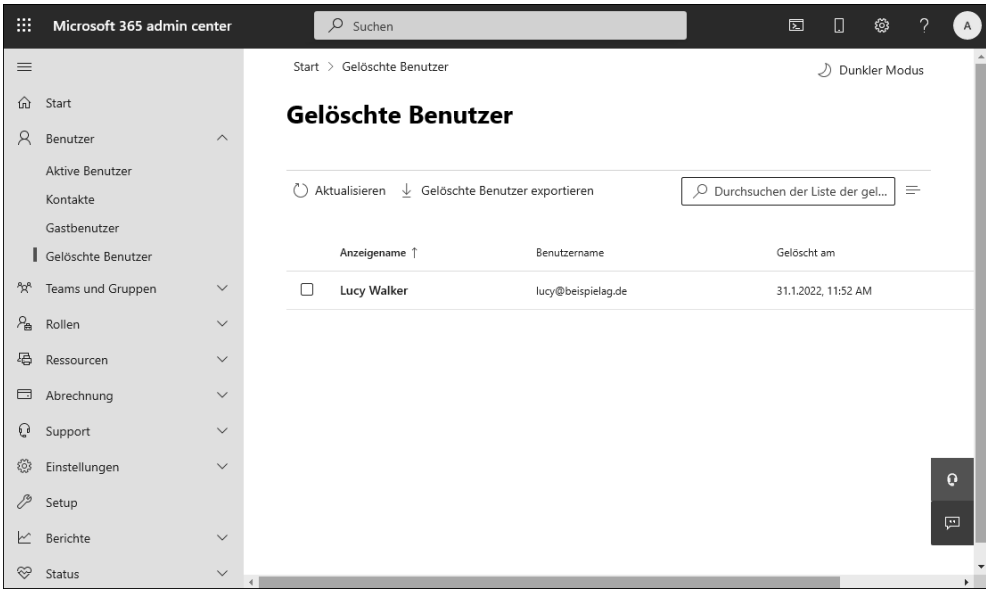 Microsoft 365 admin center
Suchen
A
Start > Gelöschte Benutzer
Dunkler Modus
Start
Benutzer
Aktive Benutzer
Kontakte
Gastbenutzer
Gelöschte Benutzer
Teams und Gruppen
Rollen
Ressourcen
Abrechnung
Support
Einstellungen
Setup
Berichte
Status
Gelöschte Benutzer
Aktualisieren Gelöschte Benutzer exportieren Durchsuchen der Liste der gel...
Anzeigename ↑ Benutzername Gelöscht am
Lucy Walker lucy@beispielag.de 31.1.2022, 11:52 AM